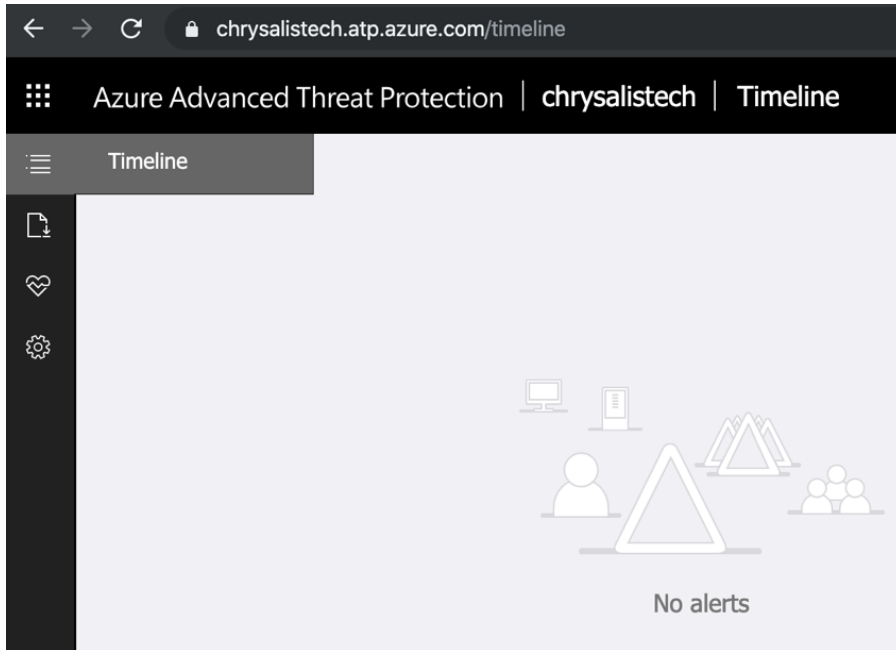 chrysalistech.atp.azure.com/timeline
Azure Advanced Threat Protection | chrysalistech | Timeline
Timeline
No alerts